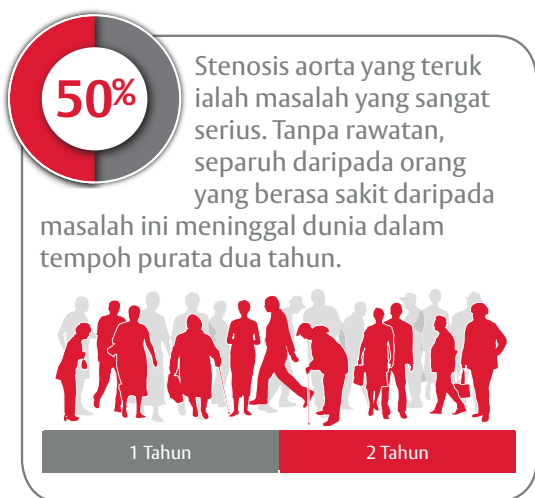 50%
Stenosis aorta yang teruk
ialah masalah yang sangat
serius. Tanpa rawatan,
separuh daripada orang
yang berasa sakit daripada
masalah ini meninggal dunia dalam
tempoh purata dua tahun.
1 Tahun
2 Tahun